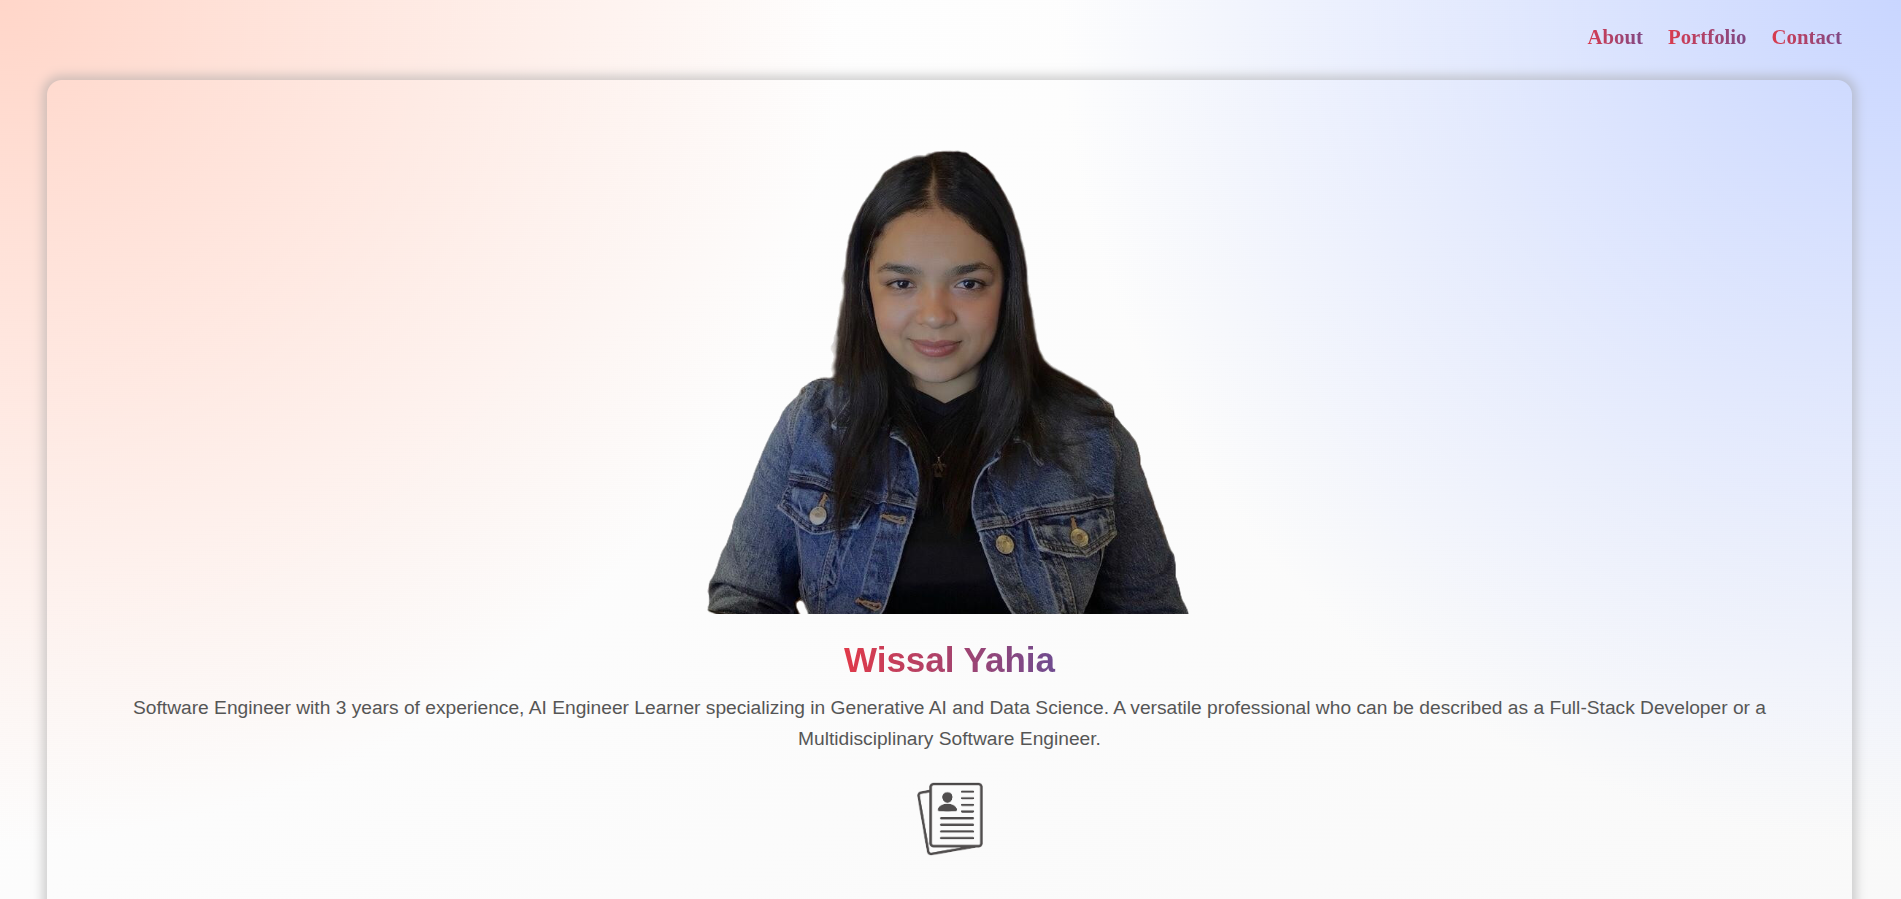 About Portfolio Contact
Wissal Yahia
Software Engineer with 3 years of experience, AI Engineer Learner specializing in Generative AI and Data Science. A versatile professional who can be described as a Full-Stack Developer or a
Multidisciplinary Software Engineer.